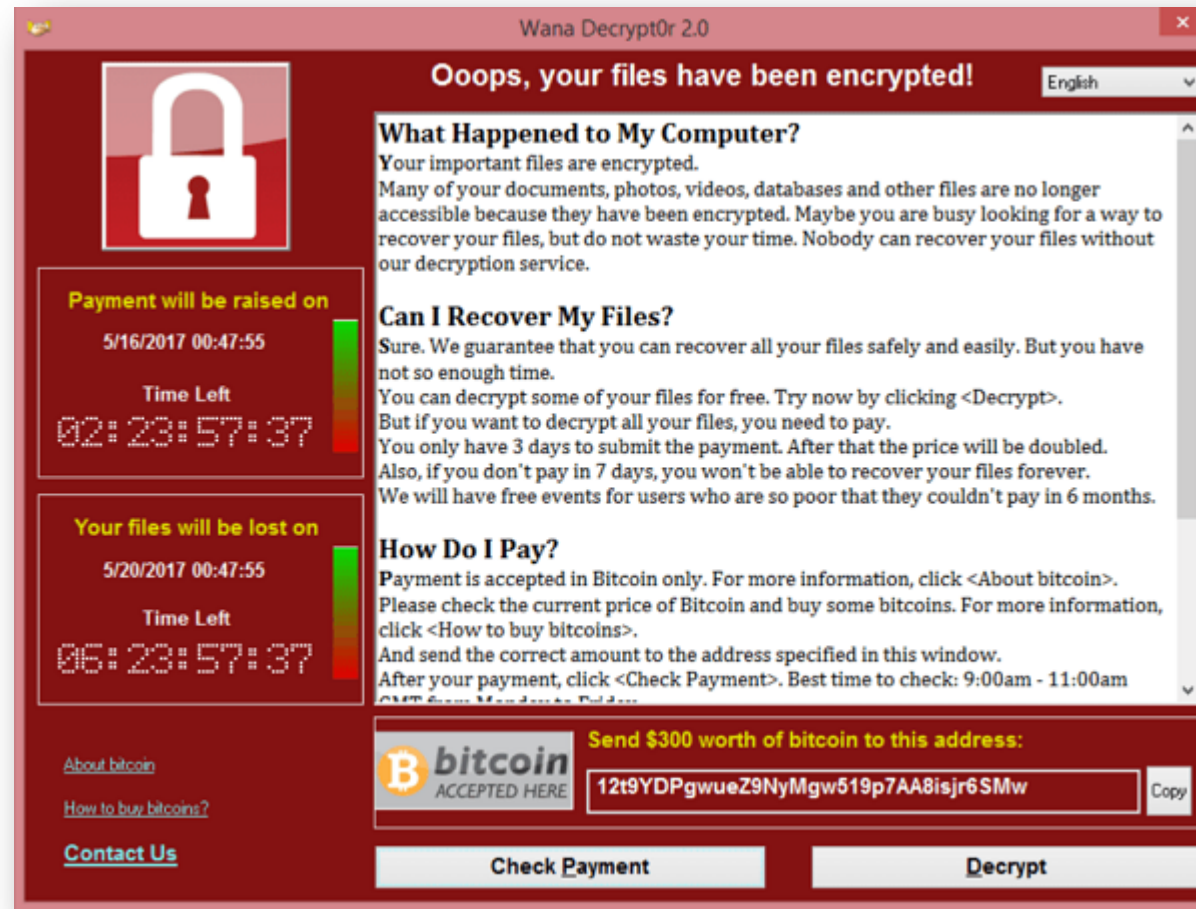 Wana Decrypt0r 2.0
Ooops, your files have been encrypted!
English
Payment will be raised on
5/16/2017 00:47:55
Time Left
02:23:57:37
Your files will be lost on
5/20/2017 00:47:55
Time Left
06:23:57:37
About bitcoin
How to buy bitcoins?
Contact Us
What Happened to My Computer?
Your important files are encrypted.
Many of your documents, photos, videos, databases and other files are no longer
accessible because they have been encrypted. Maybe you are busy looking for a way to
recover your files, but do not waste your time. Nobody can recover your files without
our decryption service.
Can I Recover My Files?
Sure. We guarantee that you can recover all your files safely and easily. But you have
not so enough time.
You can decrypt some of your files for free. Try now by clicking <Decrypt>.
But if you want to decrypt all your files, you need to pay.
You only have 3 days to submit the payment. After that the price will be doubled.
Also, if you don't pay in 7 days, you won't be able to recover your files forever.
We will have free events for users who are so poor that they couldn't pay in 6 months.
How Do I Pay?
Payment is accepted in Bitcoin only. For more information, click <About bitcoin>.
Please check the current price of Bitcoin and buy some bitcoins. For more information,
click <How to buy bitcoins>.
And send the correct amount to the address specified in this window.
After your payment, click <Check Payment>. Best time to check: 9:00am - 11:00am
GMT from Monday to Friday
bitcoin
ACCEPTED HERE
Send $300 worth of bitcoin to this address:
12t9YDPgwueZ9NyMgw519p7AA8isjr6SMw
Copy
Check Payment
Decrypt